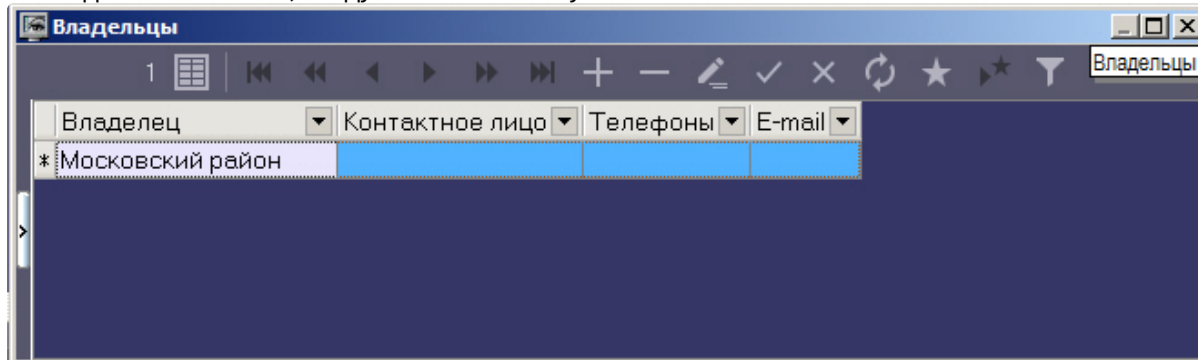 Владельцы
1
Владельцы
Владелец Контактное лицо Телефоны E-mail
* Московский район